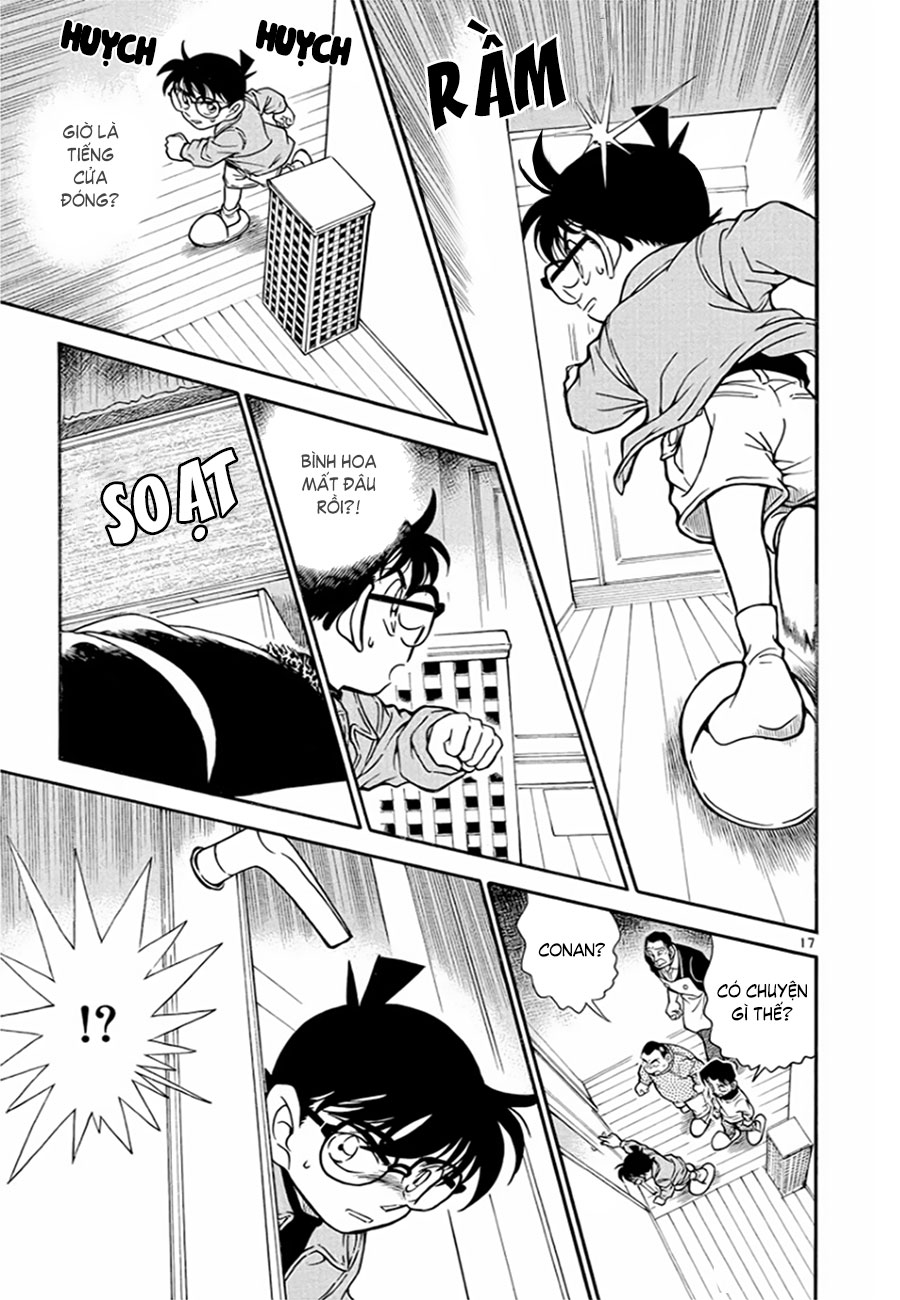 RẦM
HUỴCH
HUỴCH
GIỜ LÀ
TIẾNG
CỬA
ĐÓNG?
BÌNH HOA
MẤT ĐÂU
RỒI?!
SOẠT
17
CONAN?
CÓ CHUYỆN
GÌ THẾ?
!?